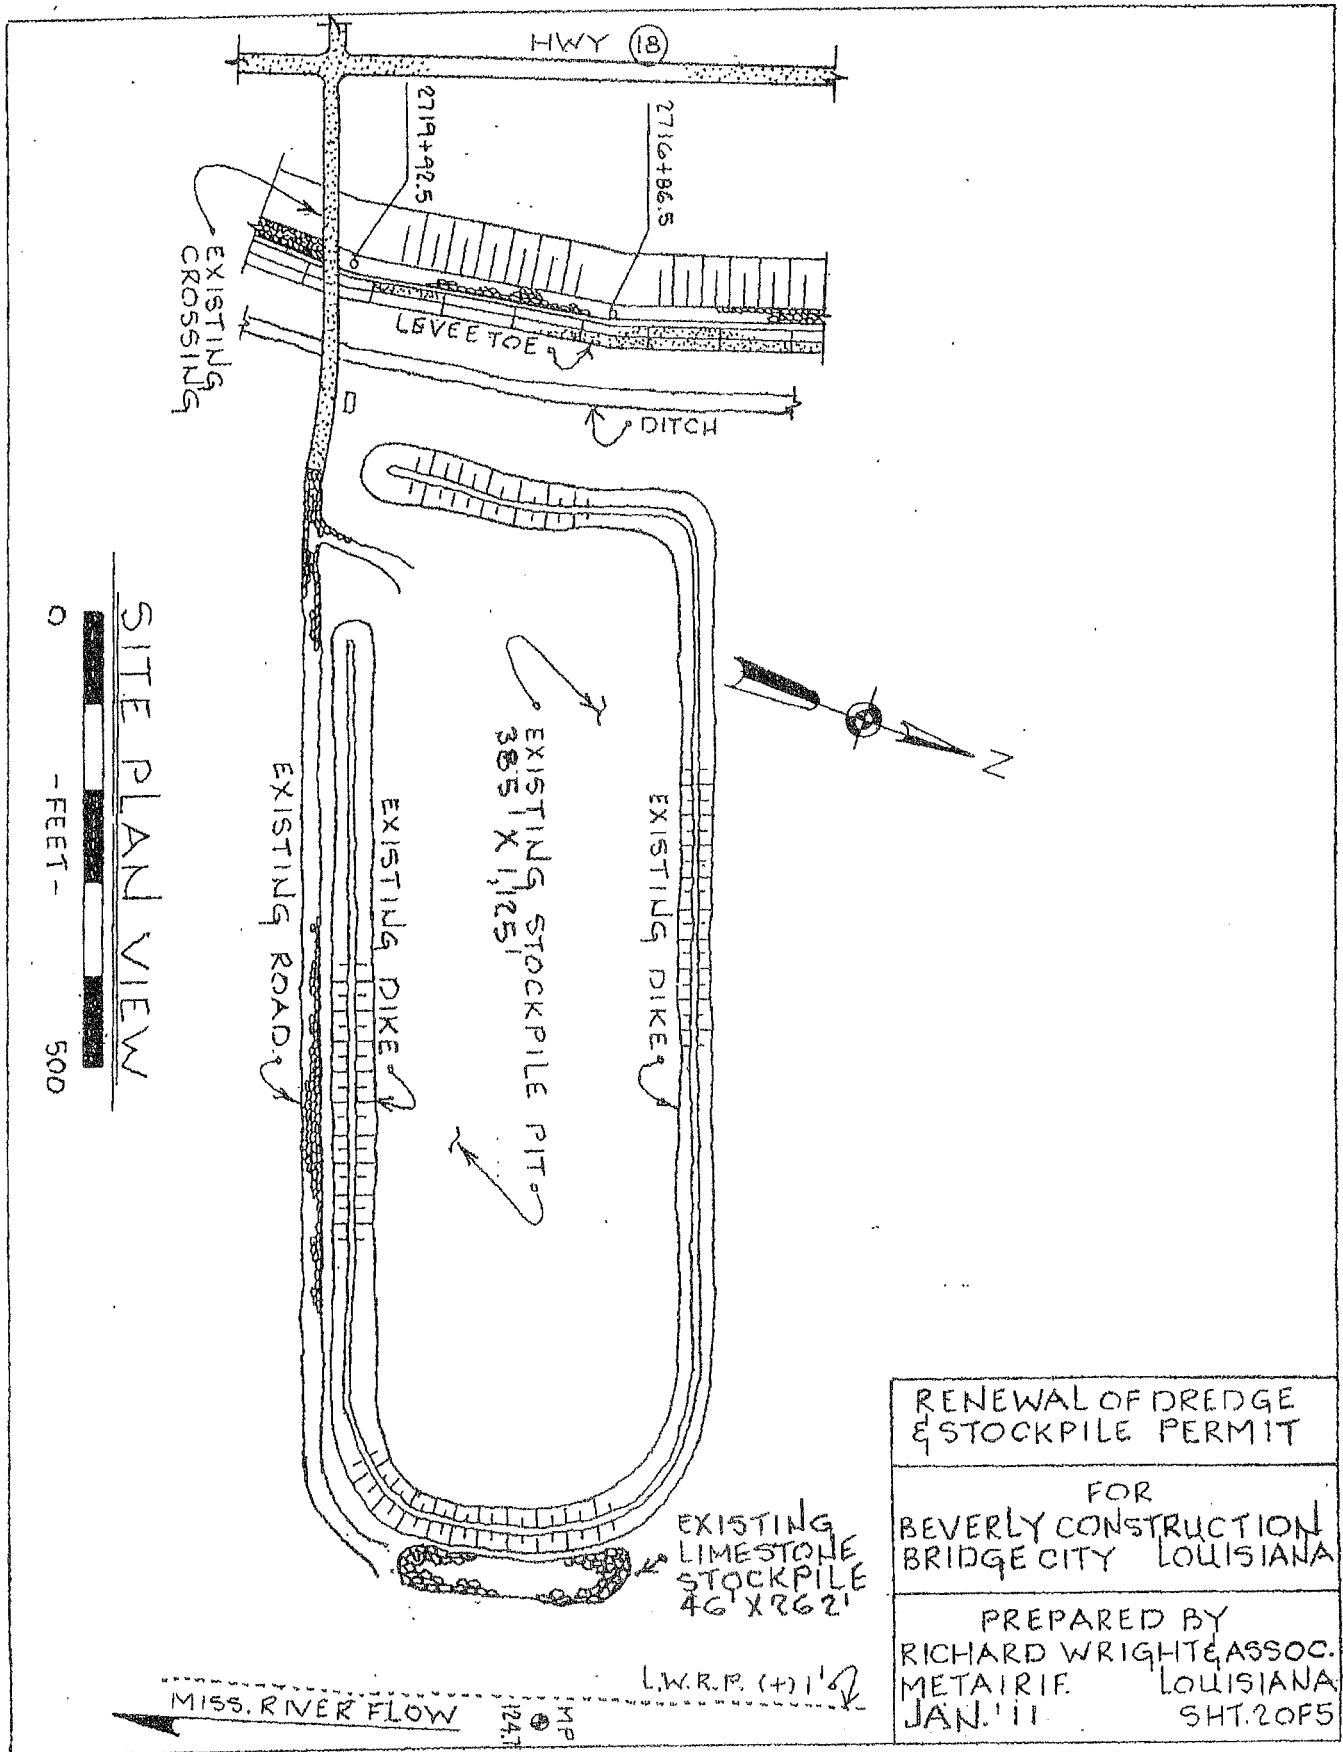 HWY 18
2719+92.5
2716+86.5
EXISTING
CROSSING
LEVEE TOE
DITCH
N
SITE PLAN VIEW
0 -FEET- 500
EXISTING ROAD
EXISTING DIKE
EXISTING STOCKPILE PIT
385' X 1,125'
EXISTING DIKE
EXISTING
LIMESTONE
STOCKPILE
46' X 262'
L.W.R.P. (+) 1'
MISS. RIVER FLOW
MP
124.7
RENEWAL OF DREDGE
& STOCKPILE PERMIT
FOR
BEVERLY CONSTRUCTION
BRIDGE CITY LOUISIANA
PREPARED BY
RICHARD WRIGHT & ASSOC.
METAIRIE LOUISIANA
JAN. '11 SHT. 2 OF 5